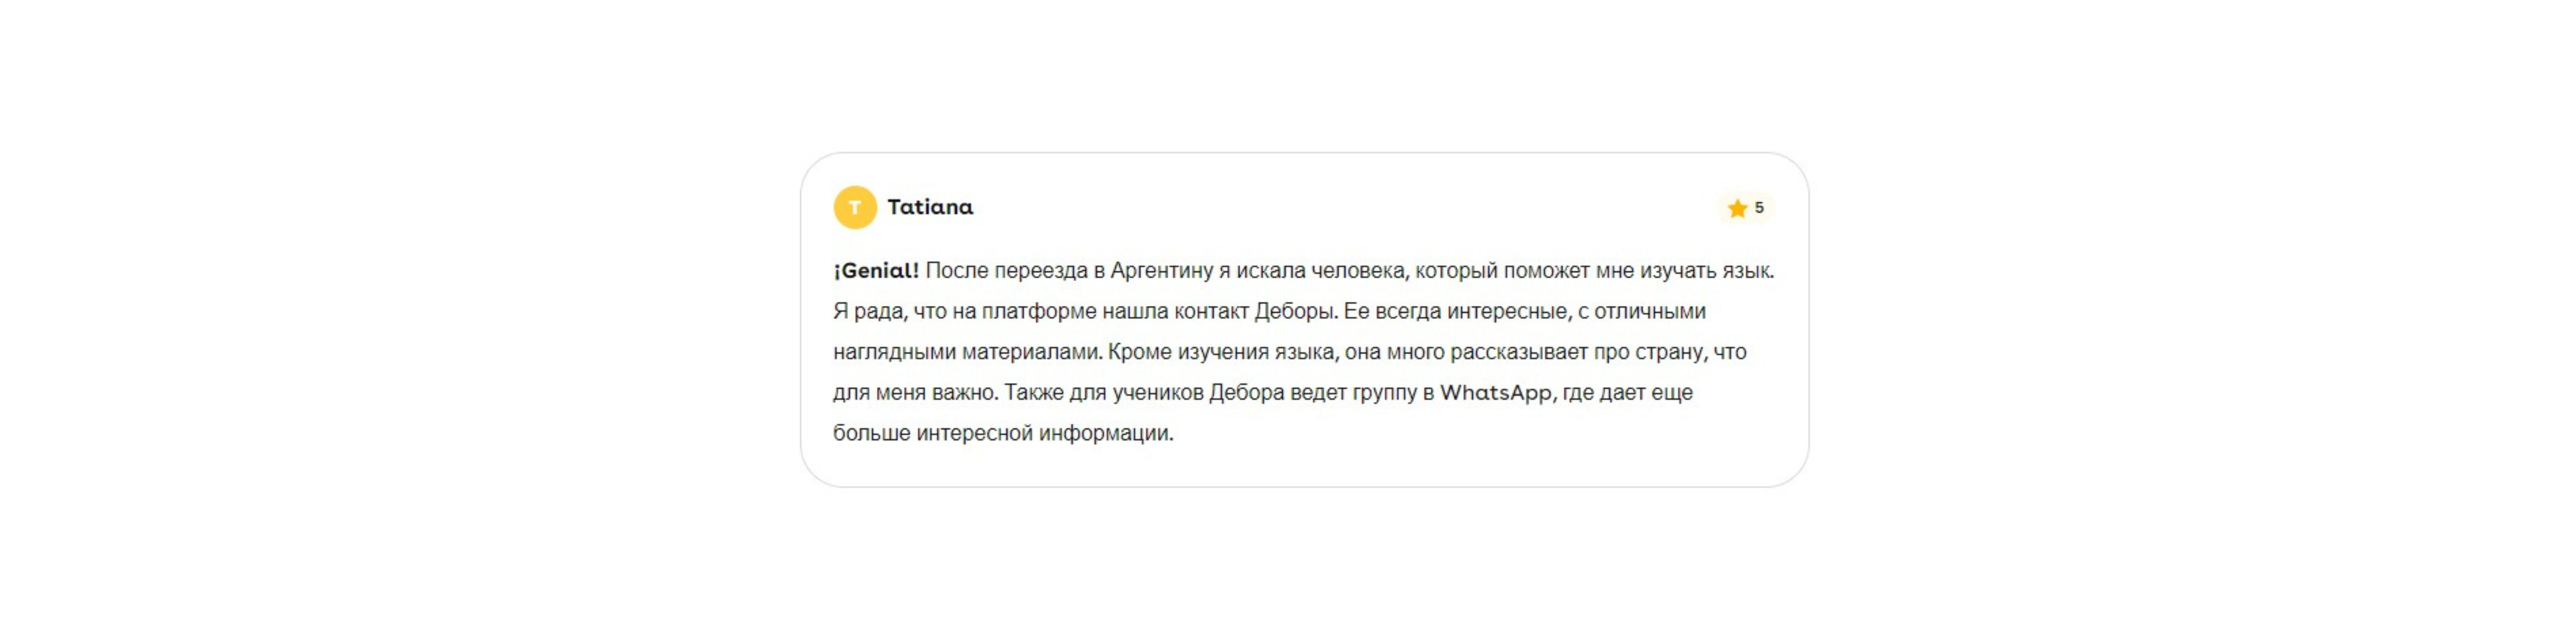 T Tatiana 5
¡Genial! После переезда в Аргентину я искала человека, который поможет мне изучать язык.
Я рада, что на платформе нашла контакт Деборы. Ее всегда интересные, с отличными
наглядными материалами. Кроме изучения языка, она много рассказывает про страну, что
для меня важно. Также для учеников Дебора ведет группу в WhatsApp, где дает еще
больше интересной информации.